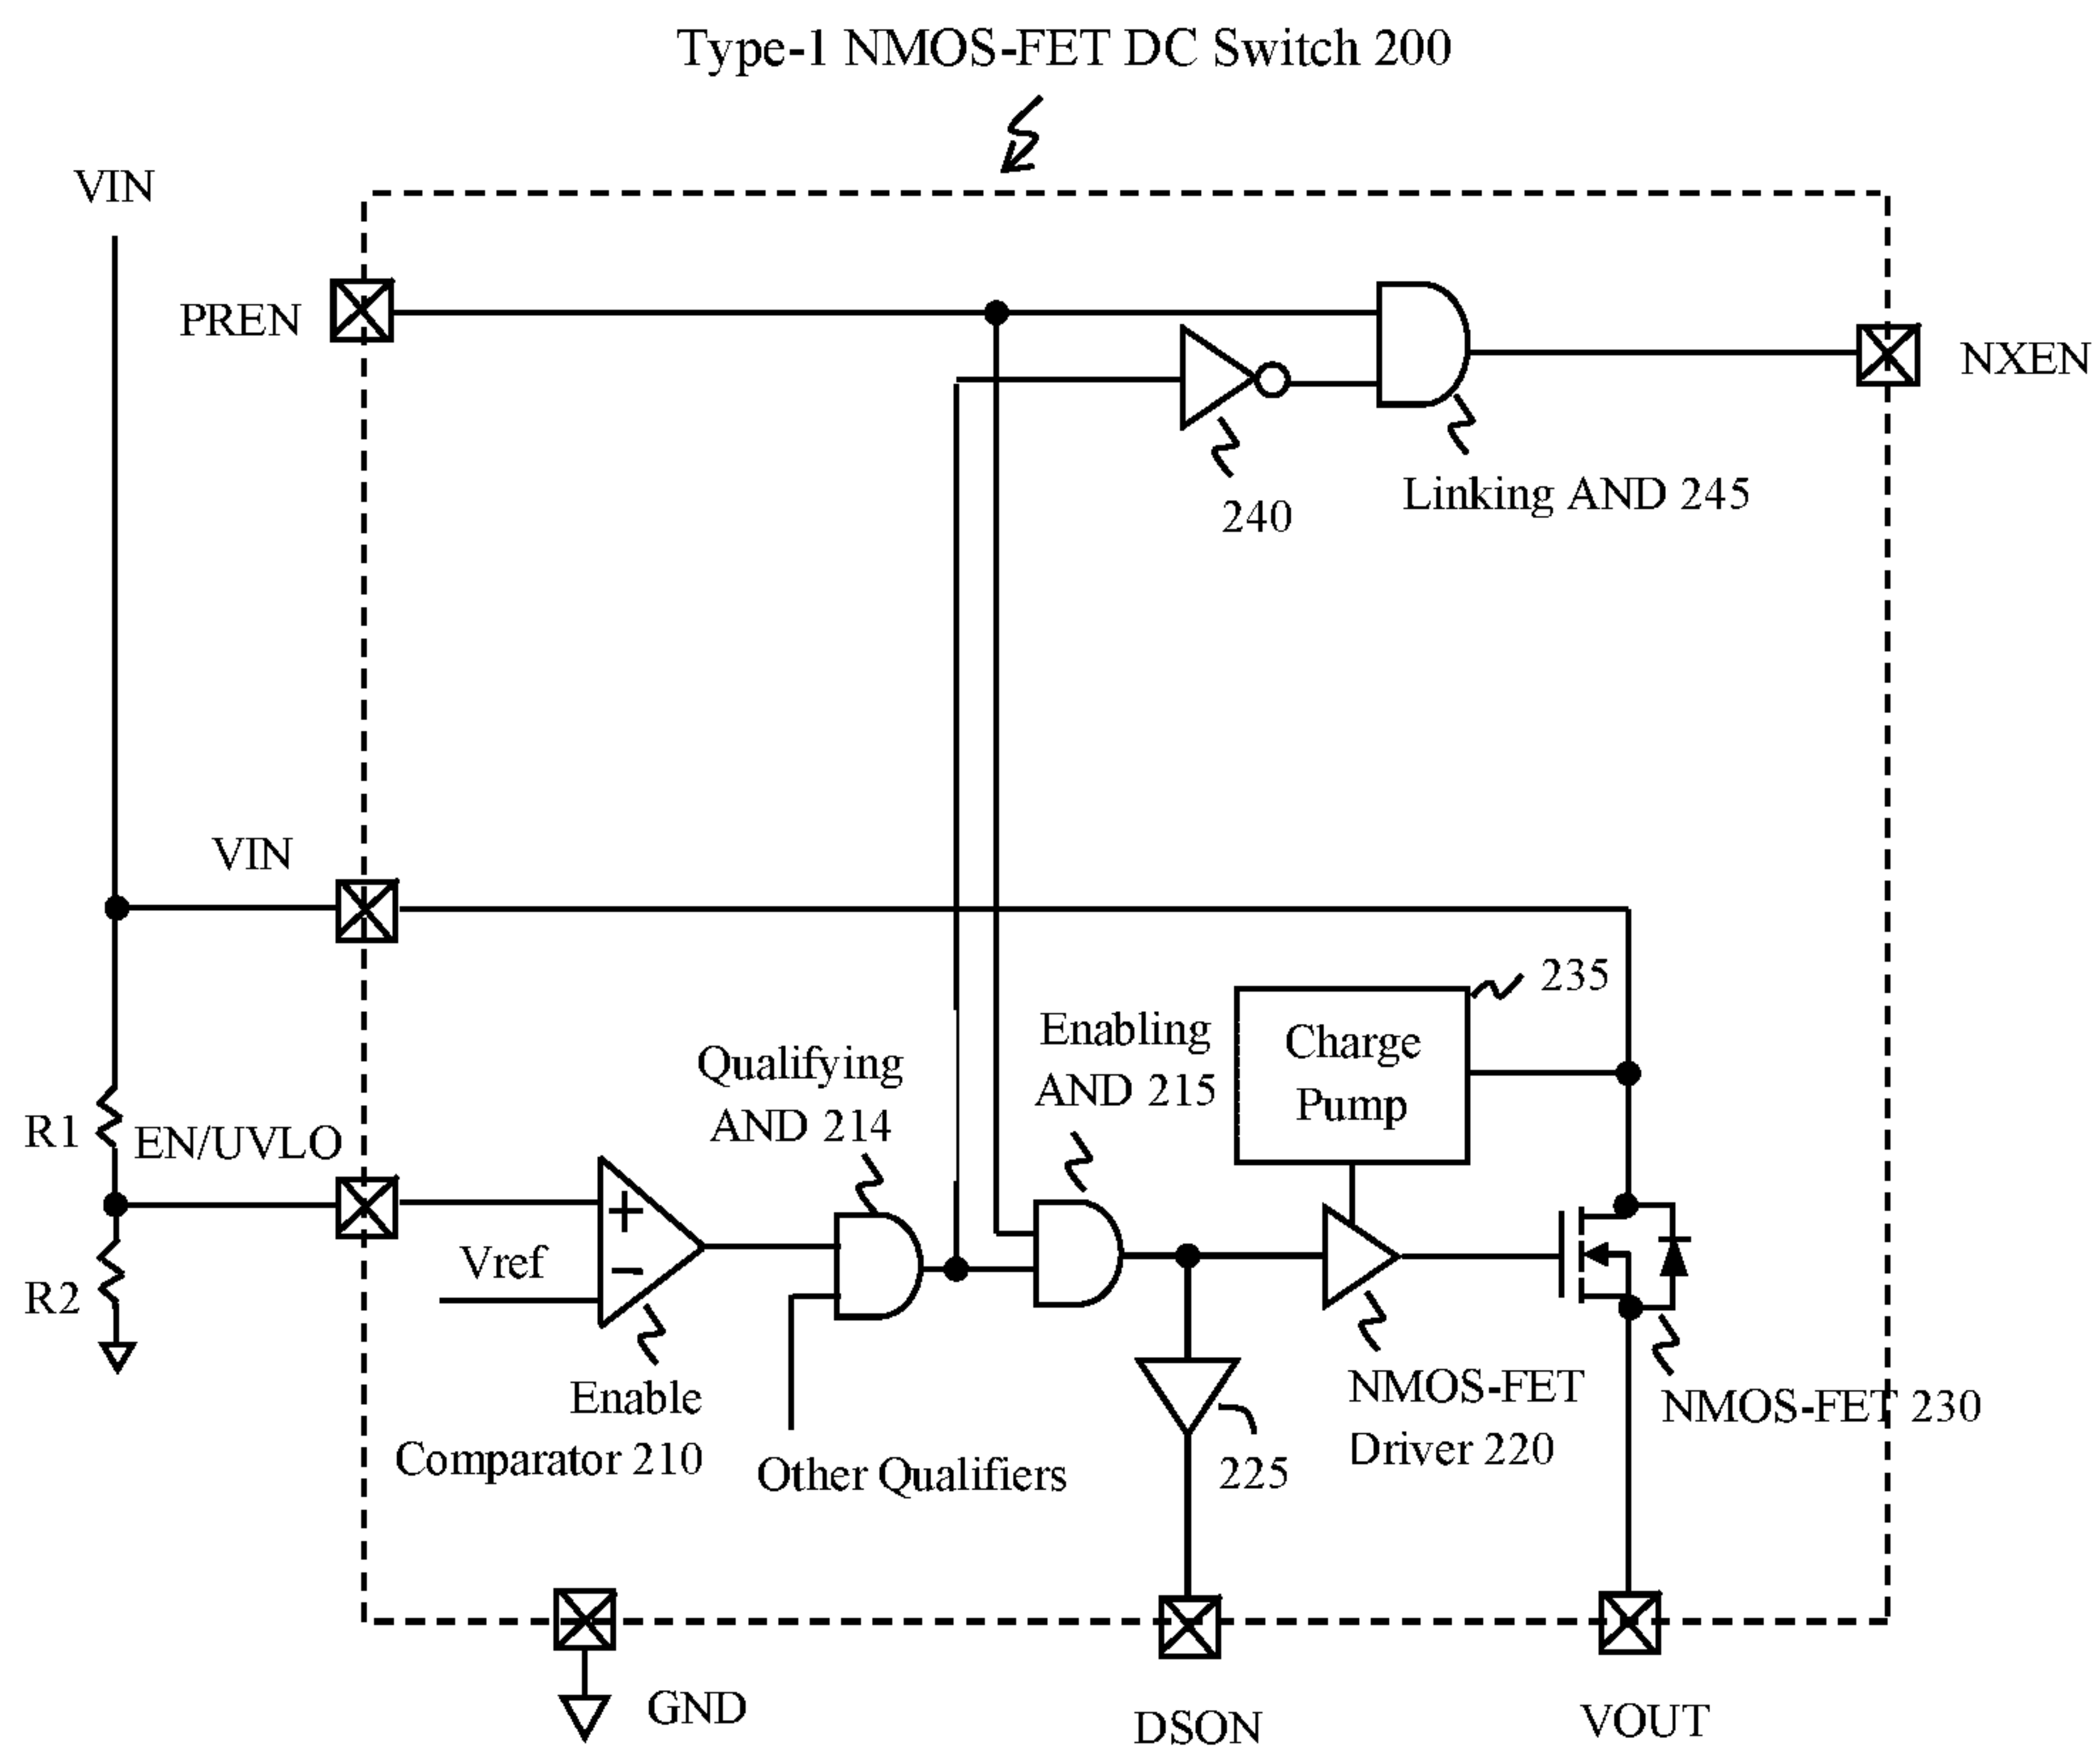 Type-1 NMOS-FET DC Switch 200
VIN
PREN
NXEN
240
Linking AND 245
VIN
235
Charge
Pump
Enabling
AND 215
Qualifying
AND 214
R1
EN/UVLO
+
Vref
−
R2
Enable
Comparator 210
Other Qualifiers
225
NMOS-FET
Driver 220
NMOS-FET 230
GND
DSON
VOUT